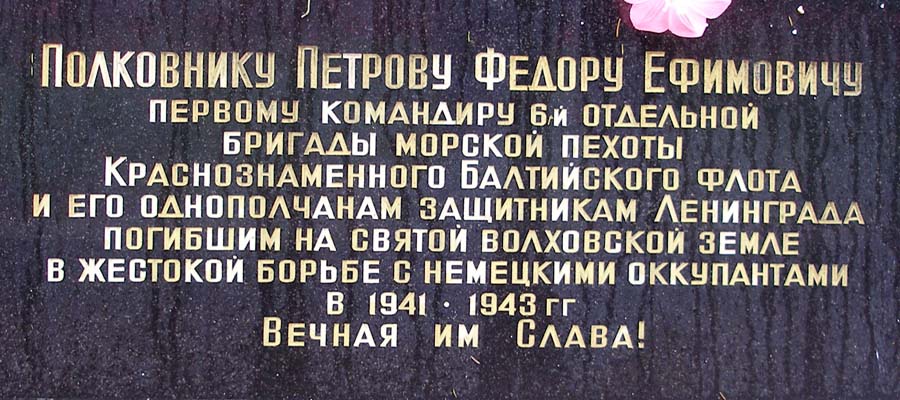 Полковнику Петрову Федору Ефимовичу
первому командиру 6й отдельной
бригады морской пехоты
Краснознаменного Балтийского флота
и его однополчанам защитникам Ленинграда
погибшим на святой волховской земле
в жестокой борьбе с немецкими оккупантами
в 1941 · 1943 гг
Вечная им Слава!